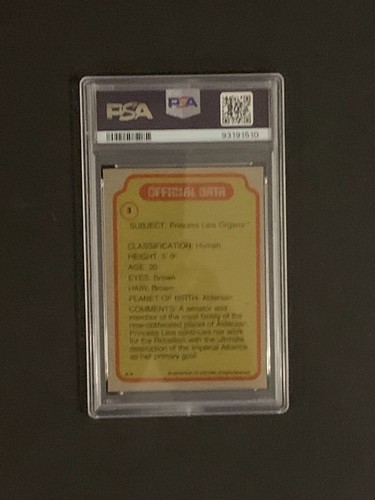 PSA
PSA
93191510
OFFICIAL DATA
3
SUBJECT: Princess Leia Organa™
CLASSIFICATION: Human
HEIGHT: 5' 0"
AGE: 20
EYES: Brown
HAIR: Brown
PLANET OF BIRTH: Alderaan
COMMENTS: A senator and
member of the royal family of the
now-obliterated planet of Alderaan,
Princess Leia continues her work
for the Rebellion with the ultimate
destruction of the Imperial Alliance
as her primary goal.